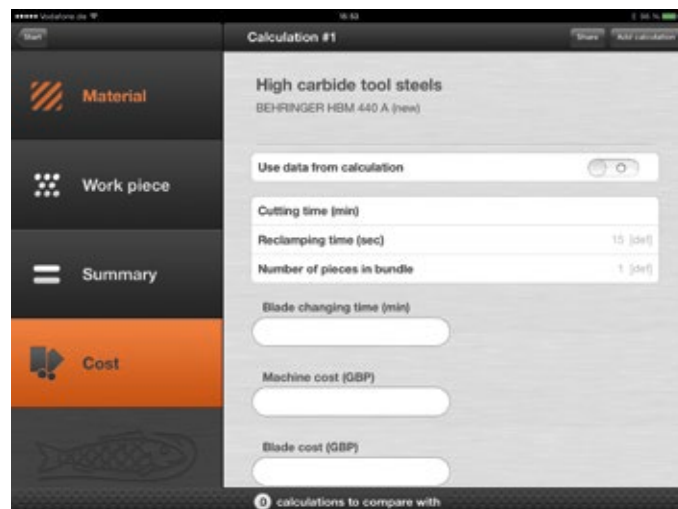 Vodafone.de
16:53
Start
Calculation #1
Share
Add calculation
Material
High carbide tool steels
BEHRINGER HBM 440 A (new)
Use data from calculation
Work piece
Cutting time (min)
Reclamping time (sec) 15 [def]
Number of pieces in bundle 1 [def]
Summary
Blade changing time (min)
Cost
Machine cost (GBP)
Blade cost (GBP)
0 calculations to compare with